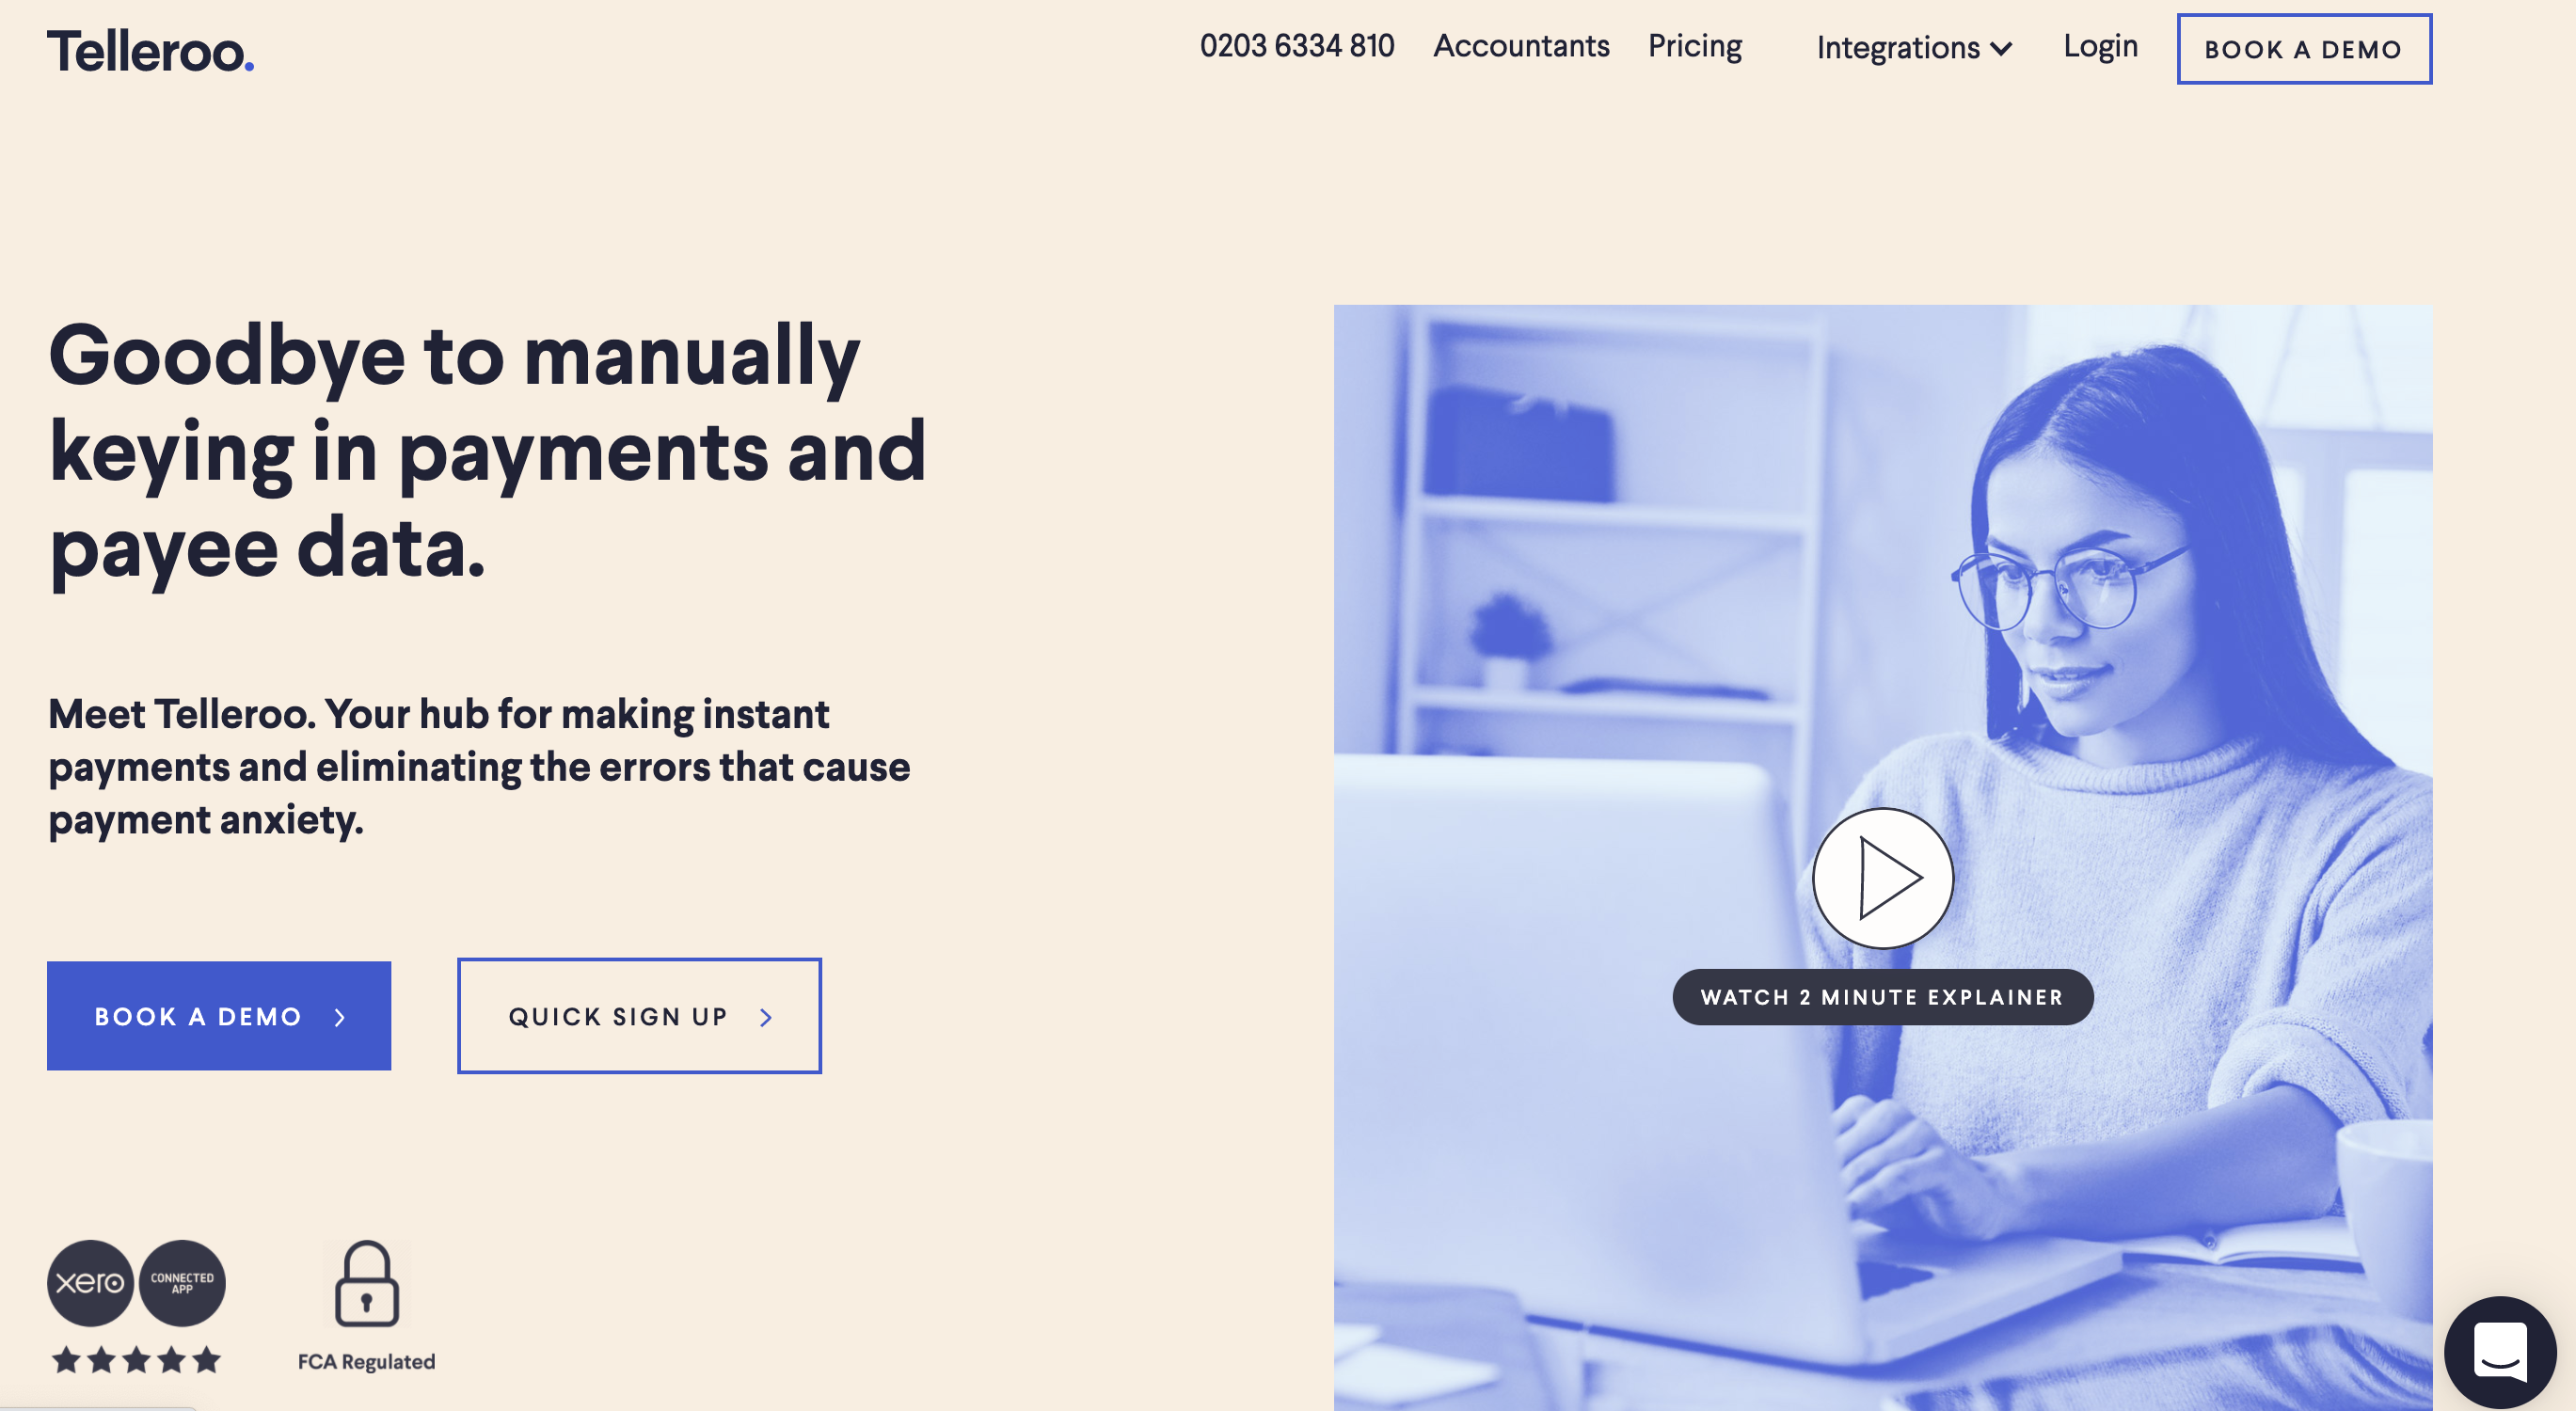 Telleroo.
0203 6334 810
Accountants
Pricing
Integrations
Login
BOOK A DEMO
Goodbye to manually
keying in payments and
payee data.
Meet Telleroo. Your hub for making instant
payments and eliminating the errors that cause
payment anxiety.
BOOK A DEMO
QUICK SIGN UP
WATCH 2 MINUTE EXPLAINER
xero
CONNECTED
APP
FCA Regulated